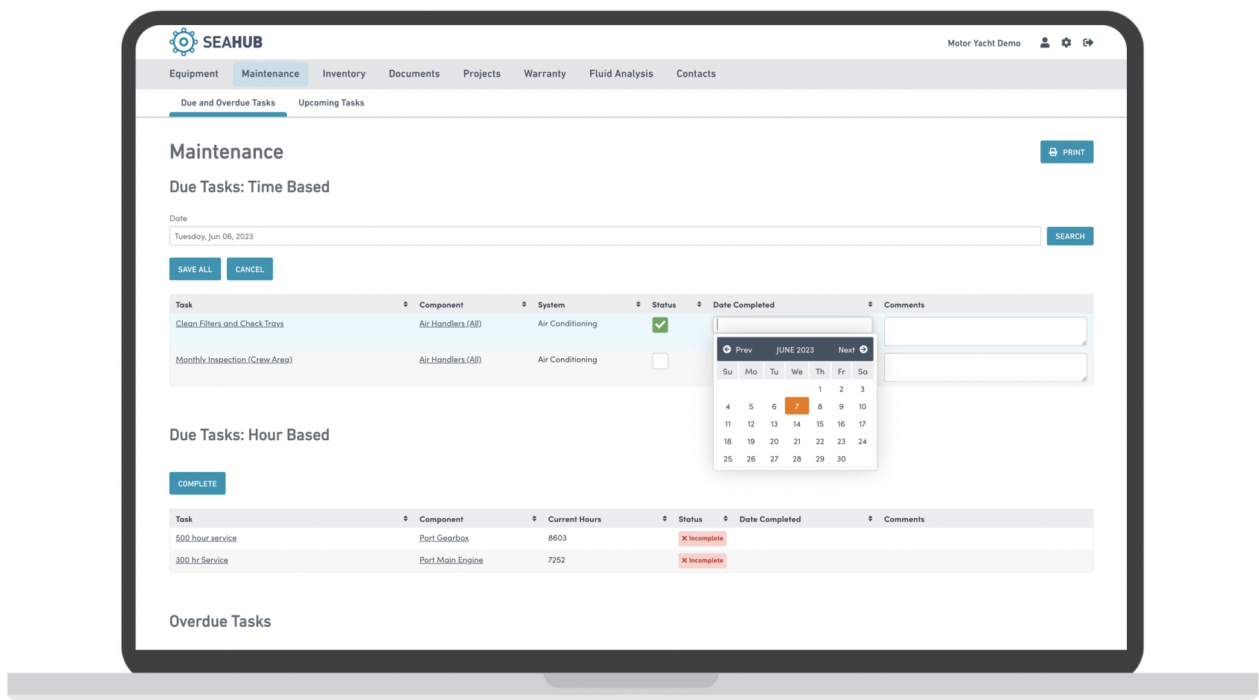 SEAHUB
Motor Yacht Demo
Equipment Maintenance Inventory Documents Projects Warranty Fluid Analysis Contacts
Due and Overdue Tasks Upcoming Tasks
Maintenance
PRINT
Due Tasks: Time Based
Date
Tuesday, Jun 06, 2023
SEARCH
SAVE ALL CANCEL
Task Component System Status Date Completed Comments
Clean Filters and Check Trays Air Handlers (All) Air Conditioning
Monthly Inspection (Crew Area) Air Handlers (All) Air Conditioning
Prev JUNE 2023 Next
Su Mo Tu We Th Fr Sa
1 2 3
4 5 6 7 8 9 10
11 12 13 14 15 16 17
18 19 20 21 22 23 24
25 26 27 28 29 30
Due Tasks: Hour Based
COMPLETE
Task Component Current Hours Status Date Completed Comments
500 hour service Port Gearbox 8603 Incomplete
300 hr Service Port Main Engine 7252 Incomplete
Overdue Tasks